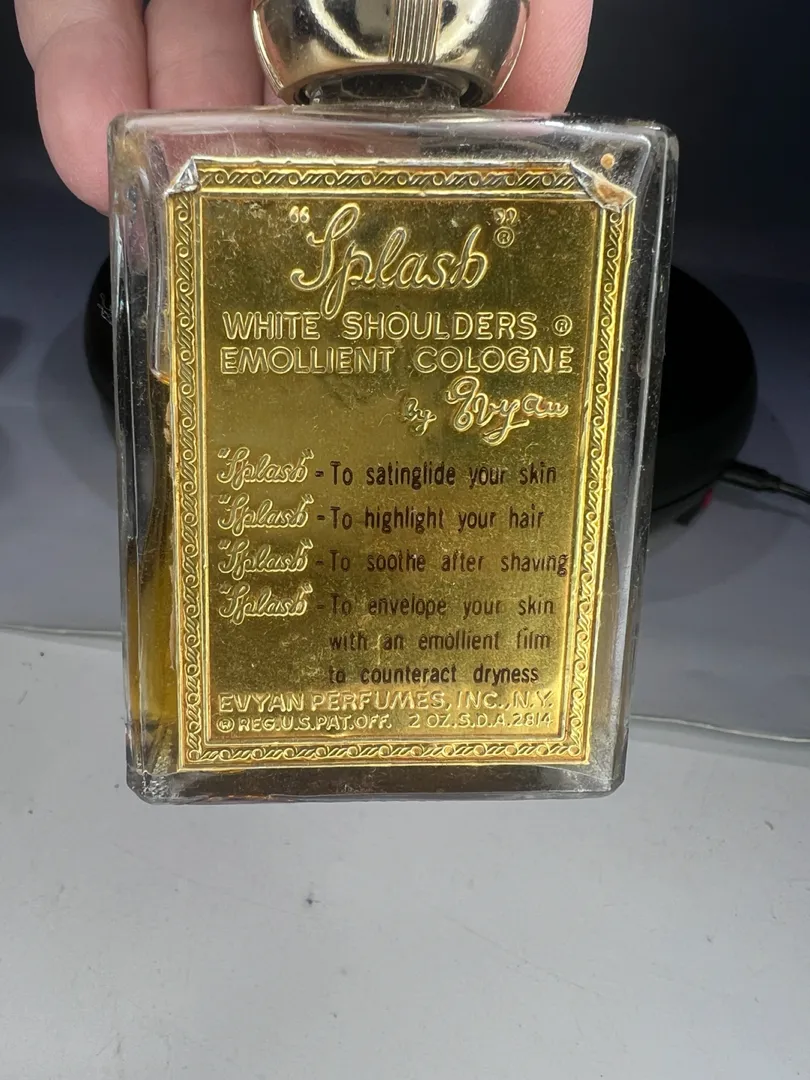 "Splash"®
WHITE SHOULDERS ®
EMOLLIENT COLOGNE
by Evyan
"Splash" - To satinglide your skin
"Splash" - To highlight your hair
"Splash" - To soothe after shaving
"Splash" - To envelope your skin
with an emollient film
to counteract dryness
EVYAN PERFUMES, INC., N.Y.
® REG.U.S.PAT.OFF. 2 OZ.S.D.A.2814